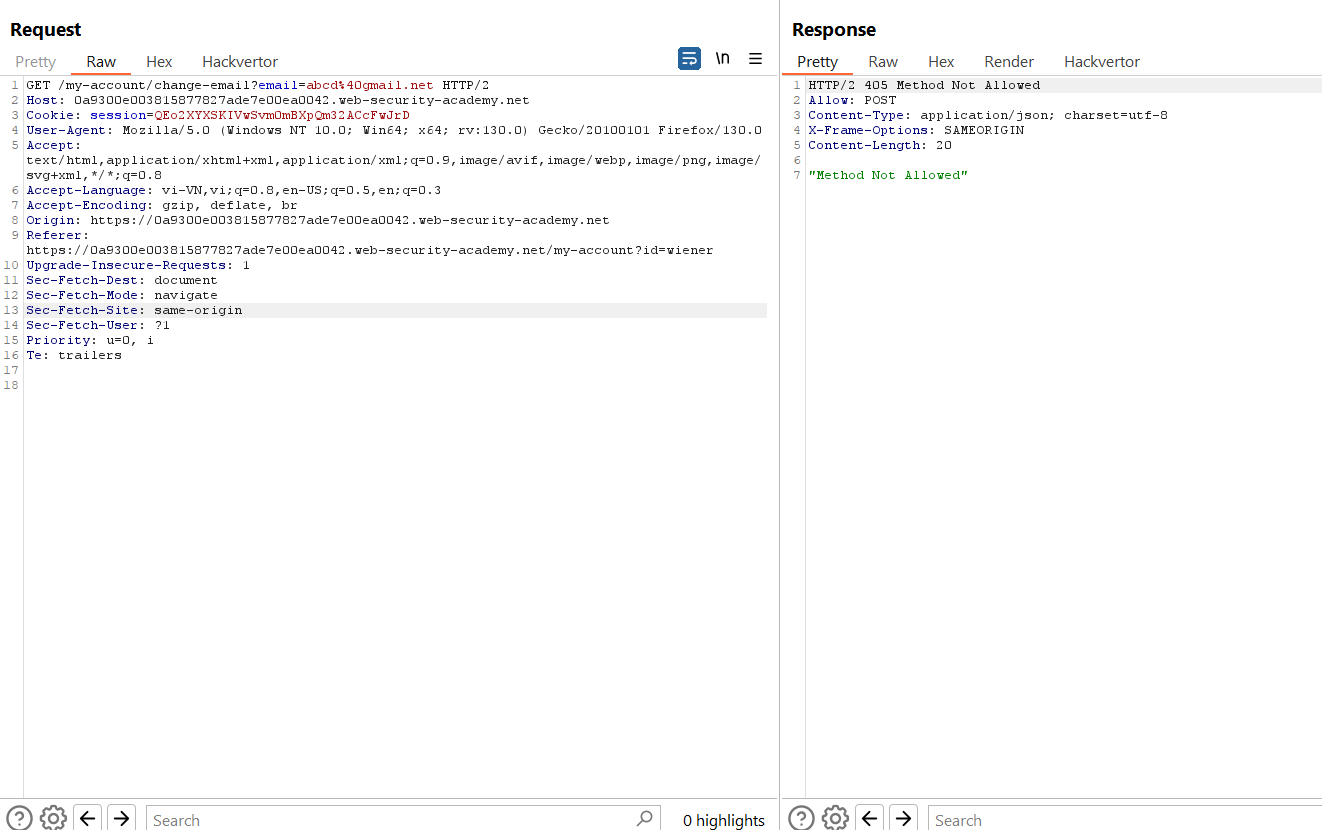 Request
Pretty Raw Hex Hackvertor
\n
1 GET /my-account/change-email?email=abcd%40gmail.net HTTP/2
2 Host: 0a9300e003815877827ade7e00ea0042.web-security-academy.net
3 Cookie: session=QEo2XYXSKIVwSvmOmBXpQm32ACcFwJrD
4 User-Agent: Mozilla/5.0 (Windows NT 10.0; Win64; x64; rv:130.0) Gecko/20100101 Firefox/130.0
5 Accept:
text/html,application/xhtml+xml,application/xml;q=0.9,image/avif,image/webp,image/png,image/
svg+xml,*/*;q=0.8
6 Accept-Language: vi-VN,vi;q=0.8,en-US;q=0.5,en;q=0.3
7 Accept-Encoding: gzip, deflate, br
8 Origin: https://0a9300e003815877827ade7e00ea0042.web-security-academy.net
9 Referer:
https://0a9300e003815877827ade7e00ea0042.web-security-academy.net/my-account?id=wiener
10 Upgrade-Insecure-Requests: 1
11 Sec-Fetch-Dest: document
12 Sec-Fetch-Mode: navigate
13 Sec-Fetch-Site: same-origin
14 Sec-Fetch-User: ?1
15 Priority: u=0, i
16 Te: trailers
17
18
Search
0 highlights
Response
Pretty Raw Hex Render Hackvertor
1 HTTP/2 405 Method Not Allowed
2 Allow: POST
3 Content-Type: application/json; charset=utf-8
4 X-Frame-Options: SAMEORIGIN
5 Content-Length: 20
6
7 "Method Not Allowed"
Search